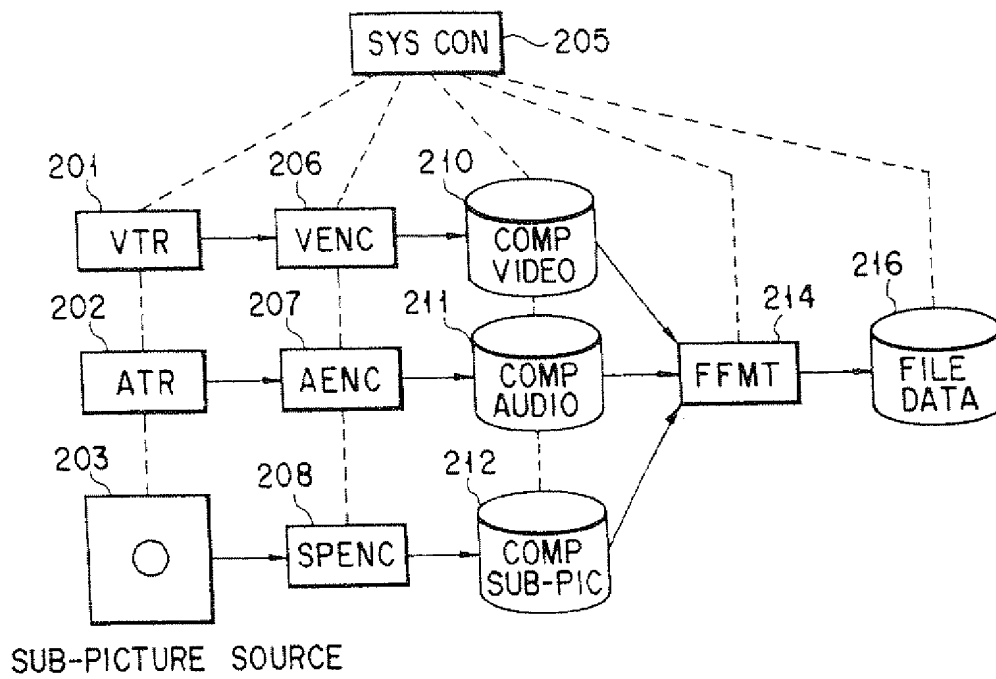 SYS CON
205
201
206
210
VTR
VENC
COMP
VIDEO
216
202
207
211
214
ATR
AENC
COMP
AUDIO
FFMT
FILE
DATA
203
208
212
SPENC
COMP
SUB-PIC
SUB-PICTURE SOURCE